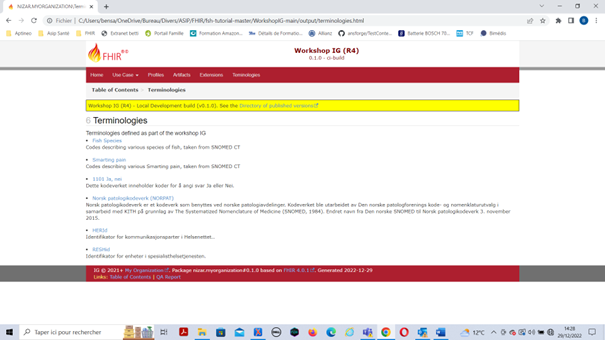 NIZAR.MYORGANIZATION\Termin
Fichier
C:/Users/bensa/OneDrive/Bureau/Divers/ASIP/FHIR/fsh-tutorial-master/WorkshopIG-main/output/terminologies.html
Aptineo
Asip Santé
FHIR
Extranet berth
Portail Famille
Formation Amazon...
Détails de Formatio...
Allianz
ansforge/TestConte...
Batterie BOSCH 15...
TCF
Bimédia
FHIR
Workshop IG (R4)
0.1.0 - ci-build
Home
Use Case
Profiles
Artifacts
Extensions
Terminologies
Table of Contents
Terminologies
Workshop IG (R4) - Local Development build (v0.1.0). See the Directory of published versions
6 Terminologies
Terminologies defined as part of the workshop IG
• Fish Species
Codes describing various species of fish, taken from SNOMED CT
• Smarting pain
Codes describing various Smarting pain, taken from SNOMED CT
• 1101 Ja, nei
Dette kodeverket inneholder koder for å angi svar Ja eller Nei.
• Norsk patologikodeverk (NORPAT)
Norsk patologikodeverk er et kodeverk som benyttes ved norske patologiavdelinger. Kodeverket ble utarbeidet av Den norske patologforenings kode- og nomenklaturutvalg i
samarbeid med KITH på grunnlag av The Systematized Nomenclature of Medicine (SNOMED, 1984). Endret navn fra Den norske SNOMED til Norsk patologikodeverk 3. november
2015.
• HERId
Identifikator for kommunikasjonsparter i Helsenettet..
• RESHId
Identifikator for enheter i spesialisthelsetjenesten.
IG © 2021+ My Organization. Package nizar.myorganization#0.1.0 based on FHIR 4.0.1. Generated 2022-12-29
Links: Table of Contents | QA Report
Taper ici pour rechercher
12°C
14:28
29/12/2022